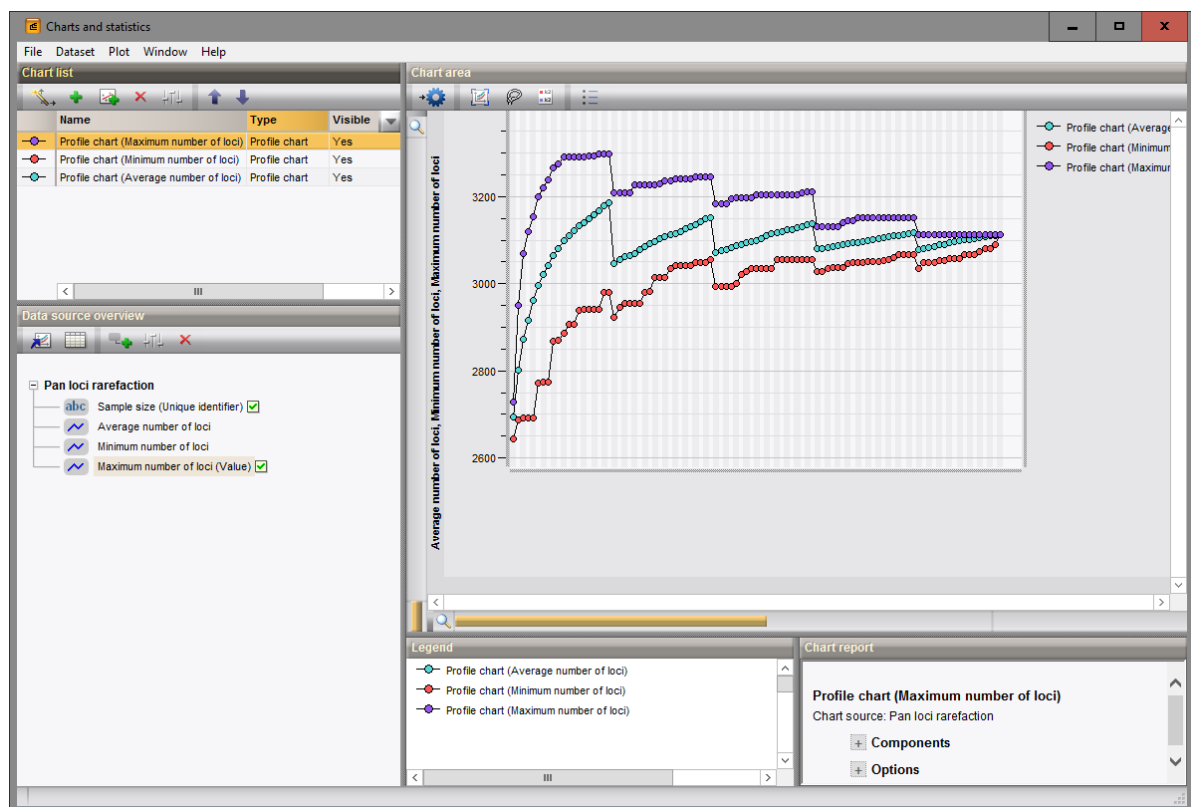 Charts and statistics
File Dataset Plot Window Help
Chart list
Name Type Visible
Profile chart (Maximum number of loci) Profile chart Yes
Profile chart (Minimum number of loci) Profile chart Yes
Profile chart (Average number of loci) Profile chart Yes
Data source overview
Pan loci rarefaction
abc Sample size (Unique identifier)
Average number of loci
Minimum number of loci
Maximum number of loci (Value)
Chart area
Average number of loci, Minimum number of loci, Maximum number of loci
3200
3000
2800
2600
Profile chart (Average
Profile chart (Minimum
Profile chart (Maximur
Legend
Profile chart (Average number of loci)
Profile chart (Minimum number of loci)
Profile chart (Maximum number of loci)
Chart report
Profile chart (Maximum number of loci)
Chart source: Pan loci rarefaction
Components
Options